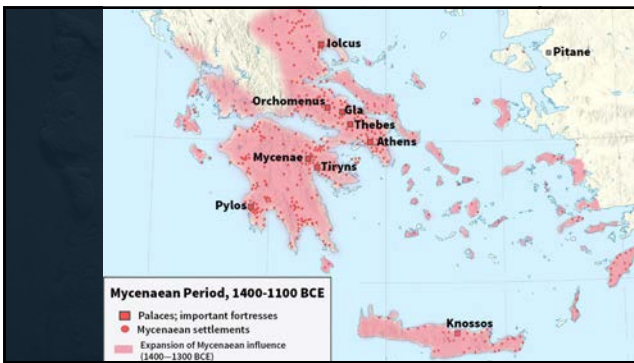 Iolcus
Pitane
Orchomenus
Gla
Thebes
Athens
Mycenae
Tiryns
Pylos
Mycenaean Period, 1400-1100 BCE
Palaces; important fortresses
Mycenaean settlements
Expansion of Mycenaean influence
(1400—1300 BCE)
Knossos